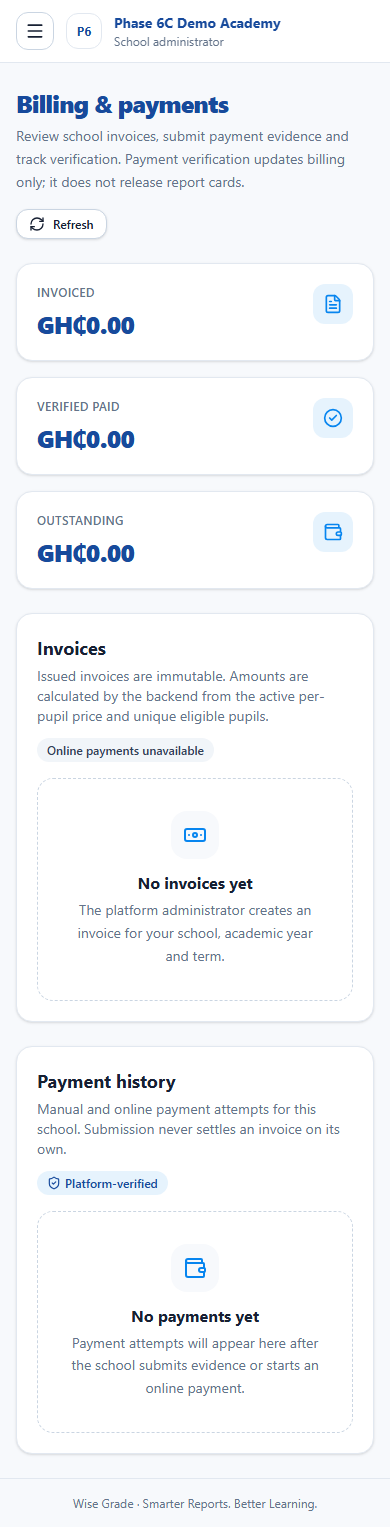 P6
Phase 6C Demo Academy
School administrator
Billing & payments
Review school invoices, submit payment evidence and
track verification. Payment verification updates billing
only; it does not release report cards.
Refresh
INVOICED
GH₵0.00
VERIFIED PAID
GH₵0.00
OUTSTANDING
GH₵0.00
Invoices
Issued invoices are immutable. Amounts are
calculated by the backend from the active per-
pupil price and unique eligible pupils.
Online payments unavailable
No invoices yet
The platform administrator creates an
invoice for your school, academic year
and term.
Payment history
Manual and online payment attempts for this
school. Submission never settles an invoice on its
own.
Platform-verified
No payments yet
Payment attempts will appear here after
the school submits evidence or starts an
online payment.
Wise Grade · Smarter Reports. Better Learning.